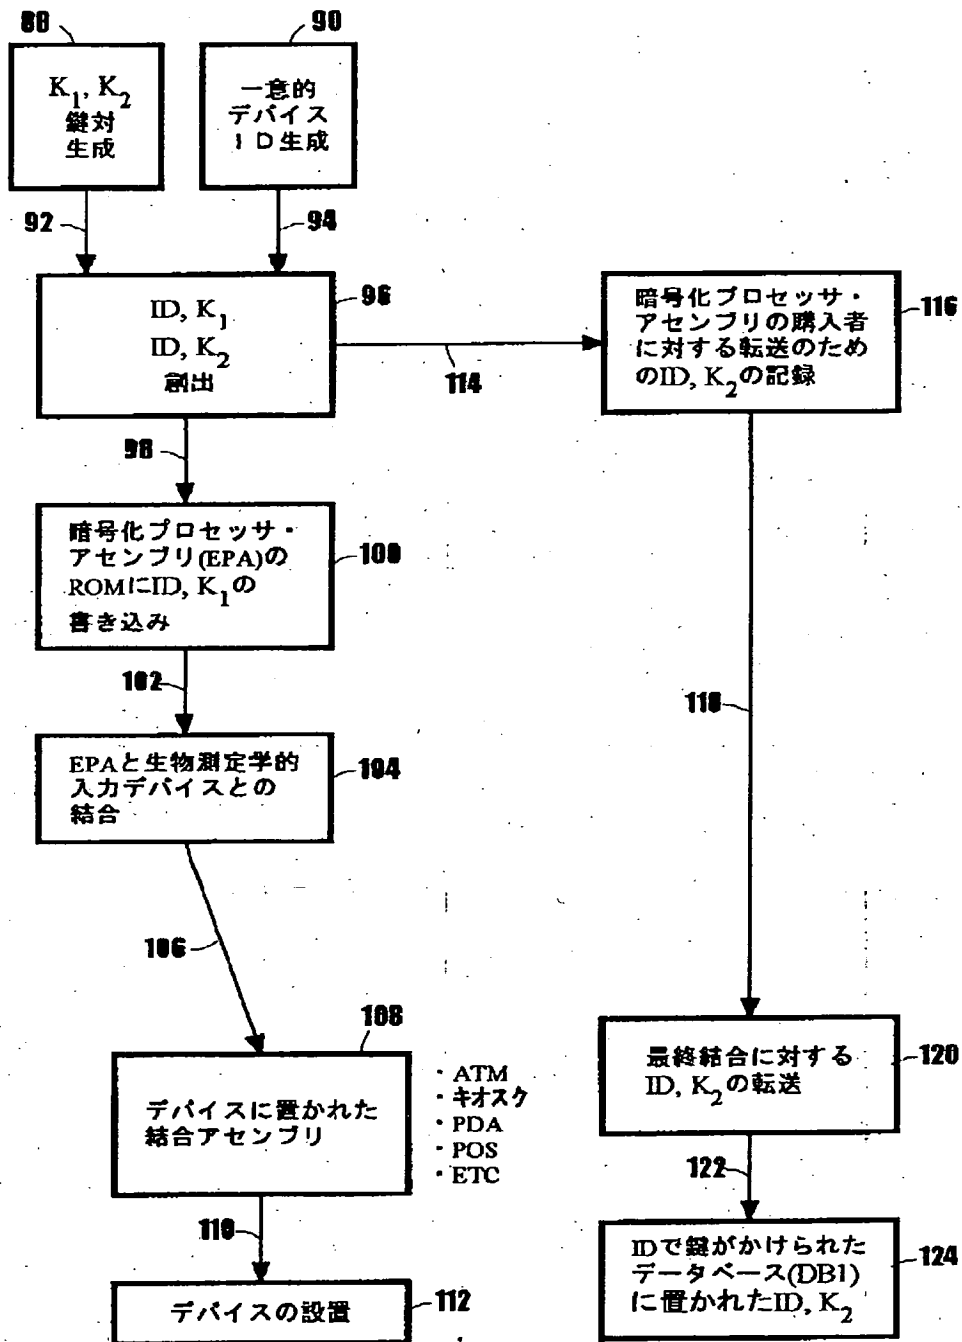 88
90
K1, K2
鍵対
生成
一意的
デバイス
ID生成
92
94
ID, K1
ID, K2
創出
96
114
暗号化プロセッサ・
アセンブリの購入者
に対する転送のため
のID, K2の記録
116
98
暗号化プロセッサ・
アセンブリ(EPA)の
ROMにID, K1の
書き込み
100
102
118
EPAと生物測定学的
入力デバイスとの
結合
104
106
108
デバイスに置かれた
結合アセンブリ
・ATM
・キオスク
・PDA
・POS
・ETC
最終結合に対する
ID, K2の転送
120
110
122
デバイスの設置
112
IDで鍵がかけられた
データベース(DB1)
に置かれたID, K2
124